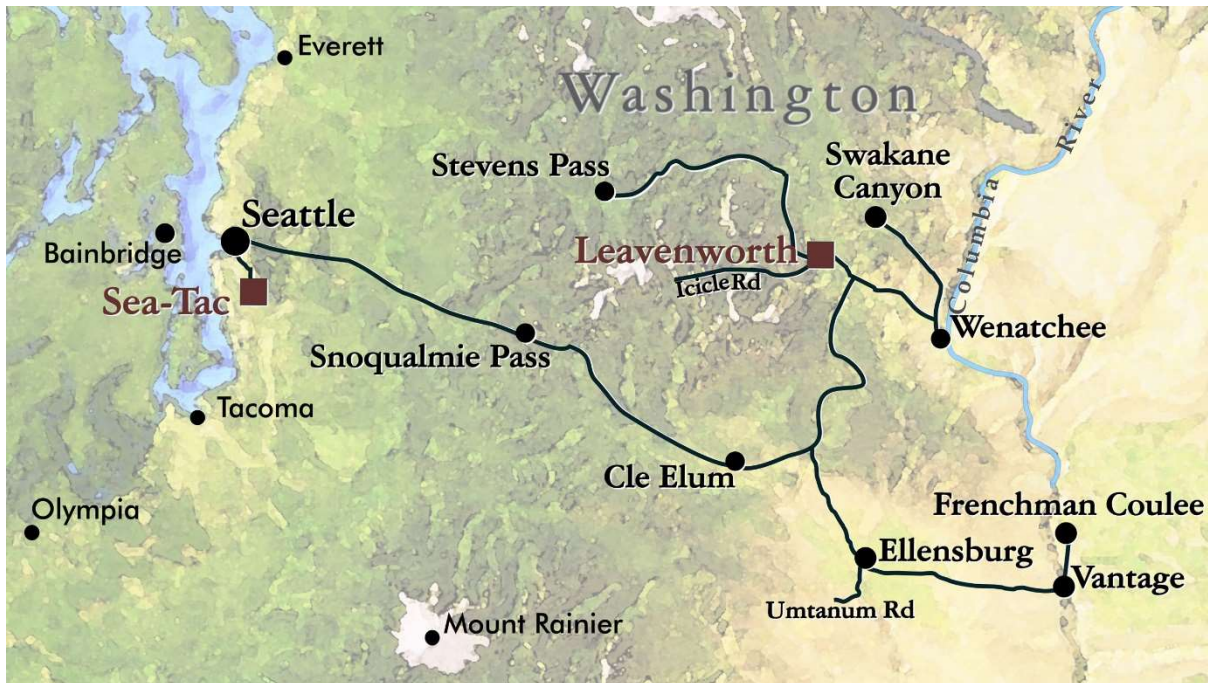 Everett
Washington
Columbia River
Stevens Pass
Swakane
Canyon
Seattle
Bainbridge
Leavenworth
Icicle Rd
Sea-Tac
Wenatchee
Snoqualmie Pass
Tacoma
Cle Elum
Olympia
Frenchman Coulee
Ellensburg
Vantage
Umtanum Rd
Mount Rainier